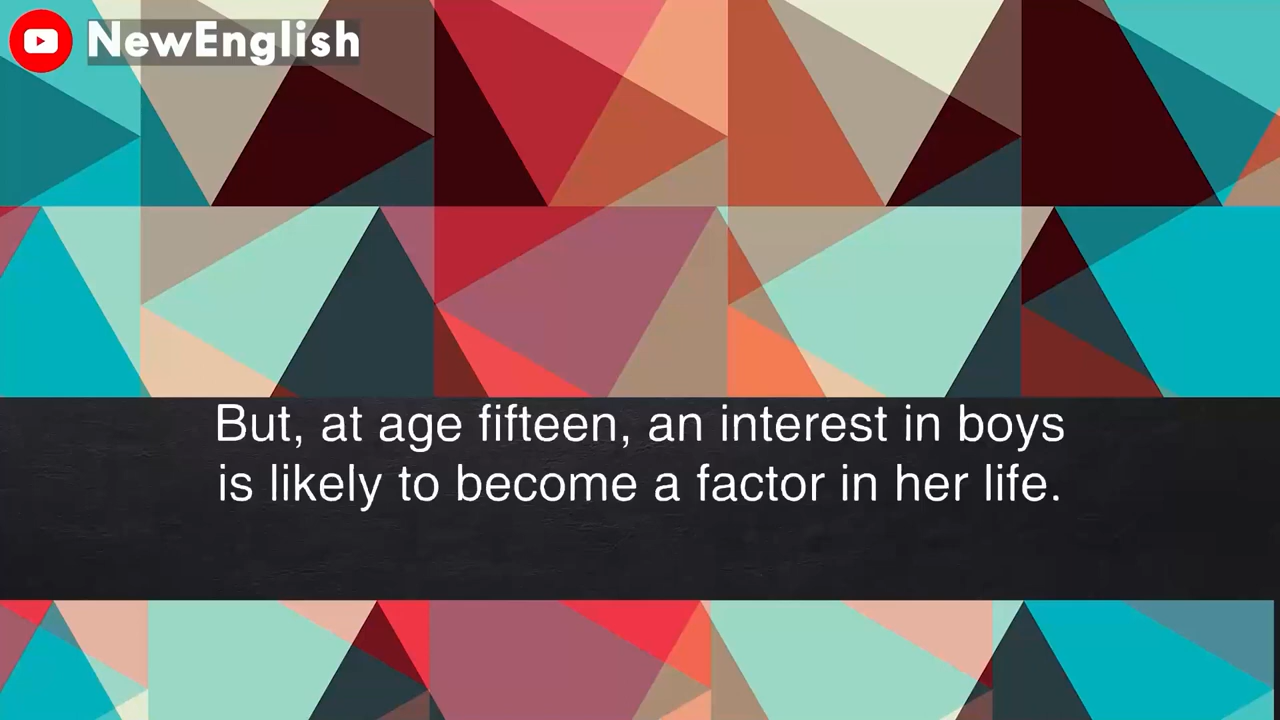 NewEnglish
But, at age fifteen, an interest in boys
is likely to become a factor in her life.